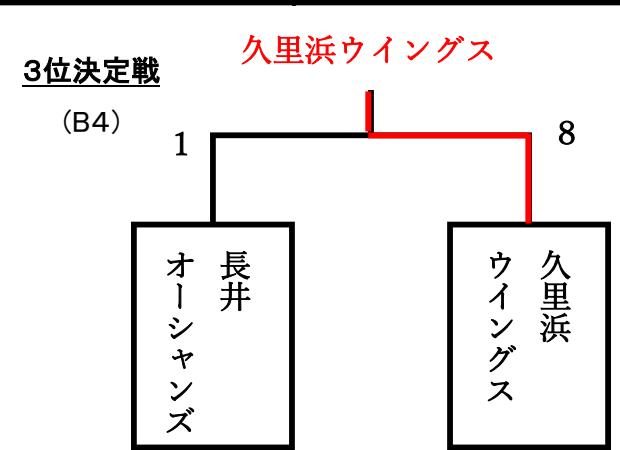 久里浜ウイングス
3位決定戦
（B4）
1
8
長井
オーシャンズ
久里浜
ウイングス